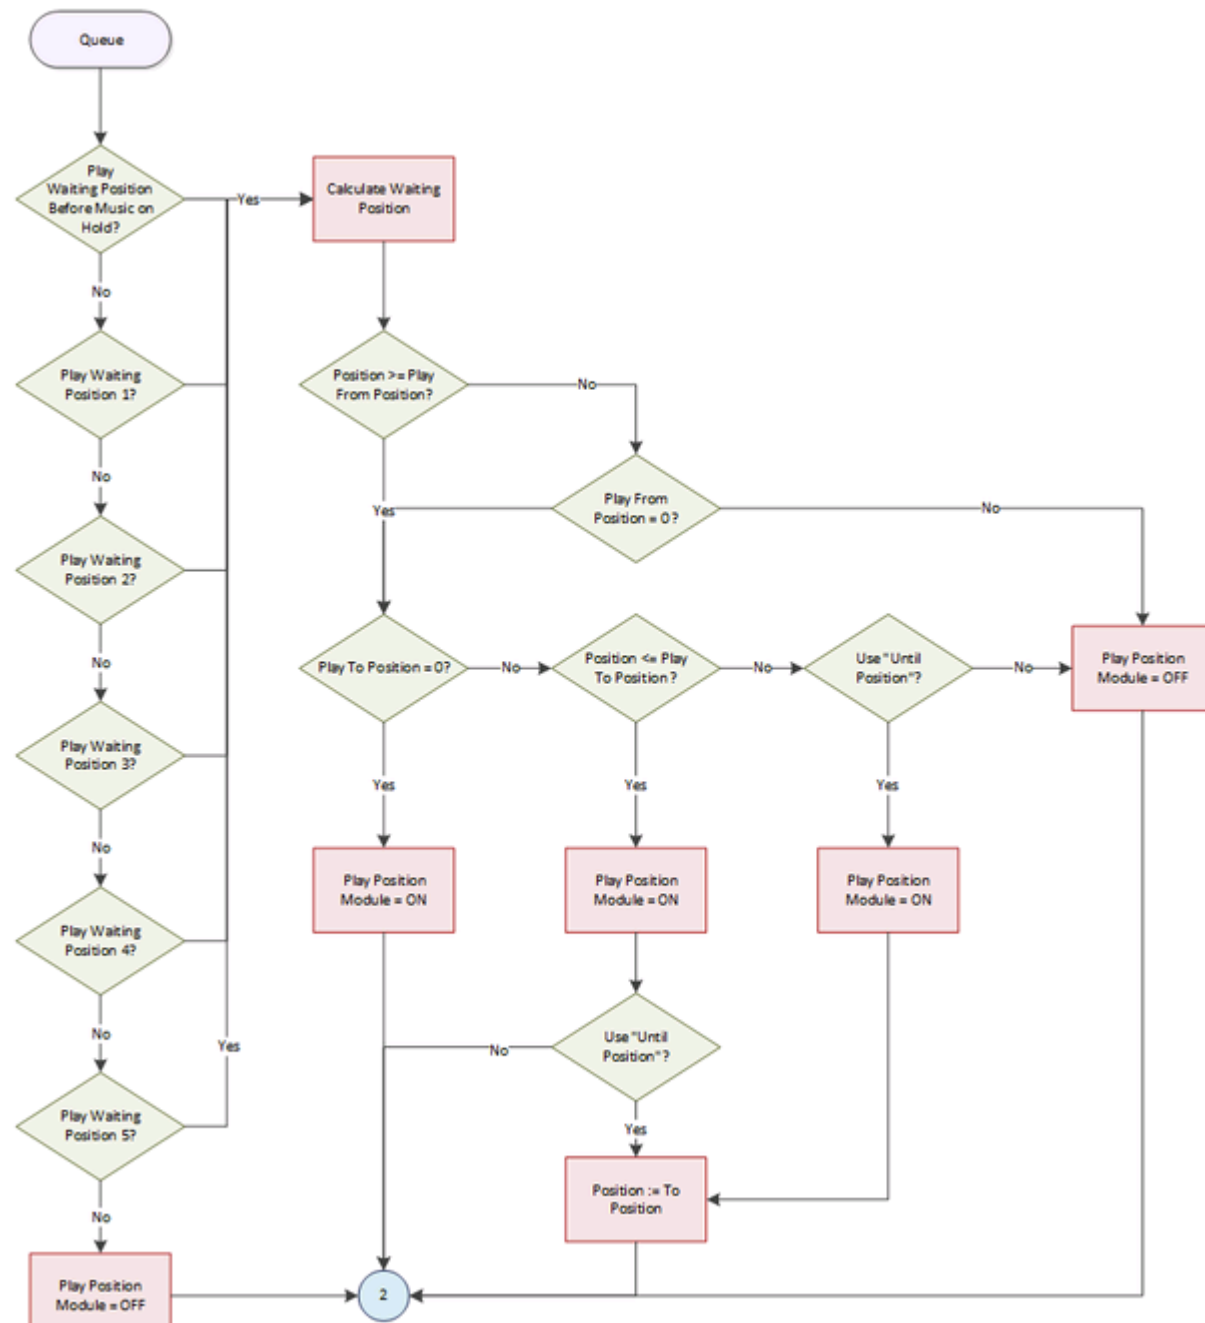 Queue
Play
Waiting Position
Before Music on
Hold?
Yes
Calculate Waiting
Position
No
Play Waiting
Position 1?
Position >= Play
From Position?
No
No
Play From
Position = 0?
No
Yes
Play Waiting
Position 2?
No
Play To Position = 0?
No
Position <= Play
To Position?
No
Use "Until
Position"?
No
Play Position
Module = OFF
Play Waiting
Position 3?
Yes
Yes
Yes
No
Play Position
Module = ON
Play Position
Module = ON
Play Position
Module = ON
Play Waiting
Position 4?
No
Yes
No
Use "Until
Position"?
Play Waiting
Position 5?
Yes
Position := To
Position
No
Play Position
Module = OFF
2